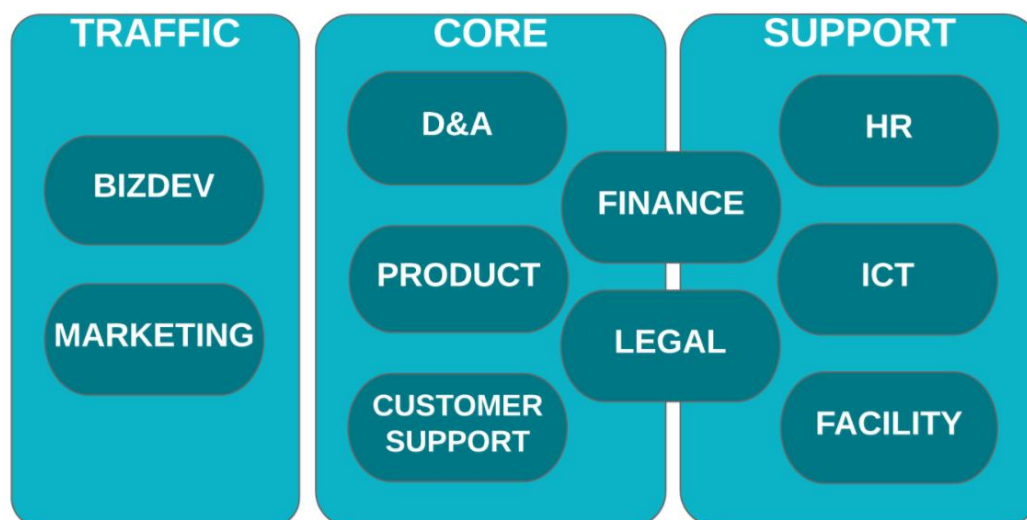 TRAFFIC
BIZDEV
MARKETING
CORE
D&A
PRODUCT
CUSTOMER
SUPPORT
FINANCE
LEGAL
SUPPORT
HR
ICT
FACILITY